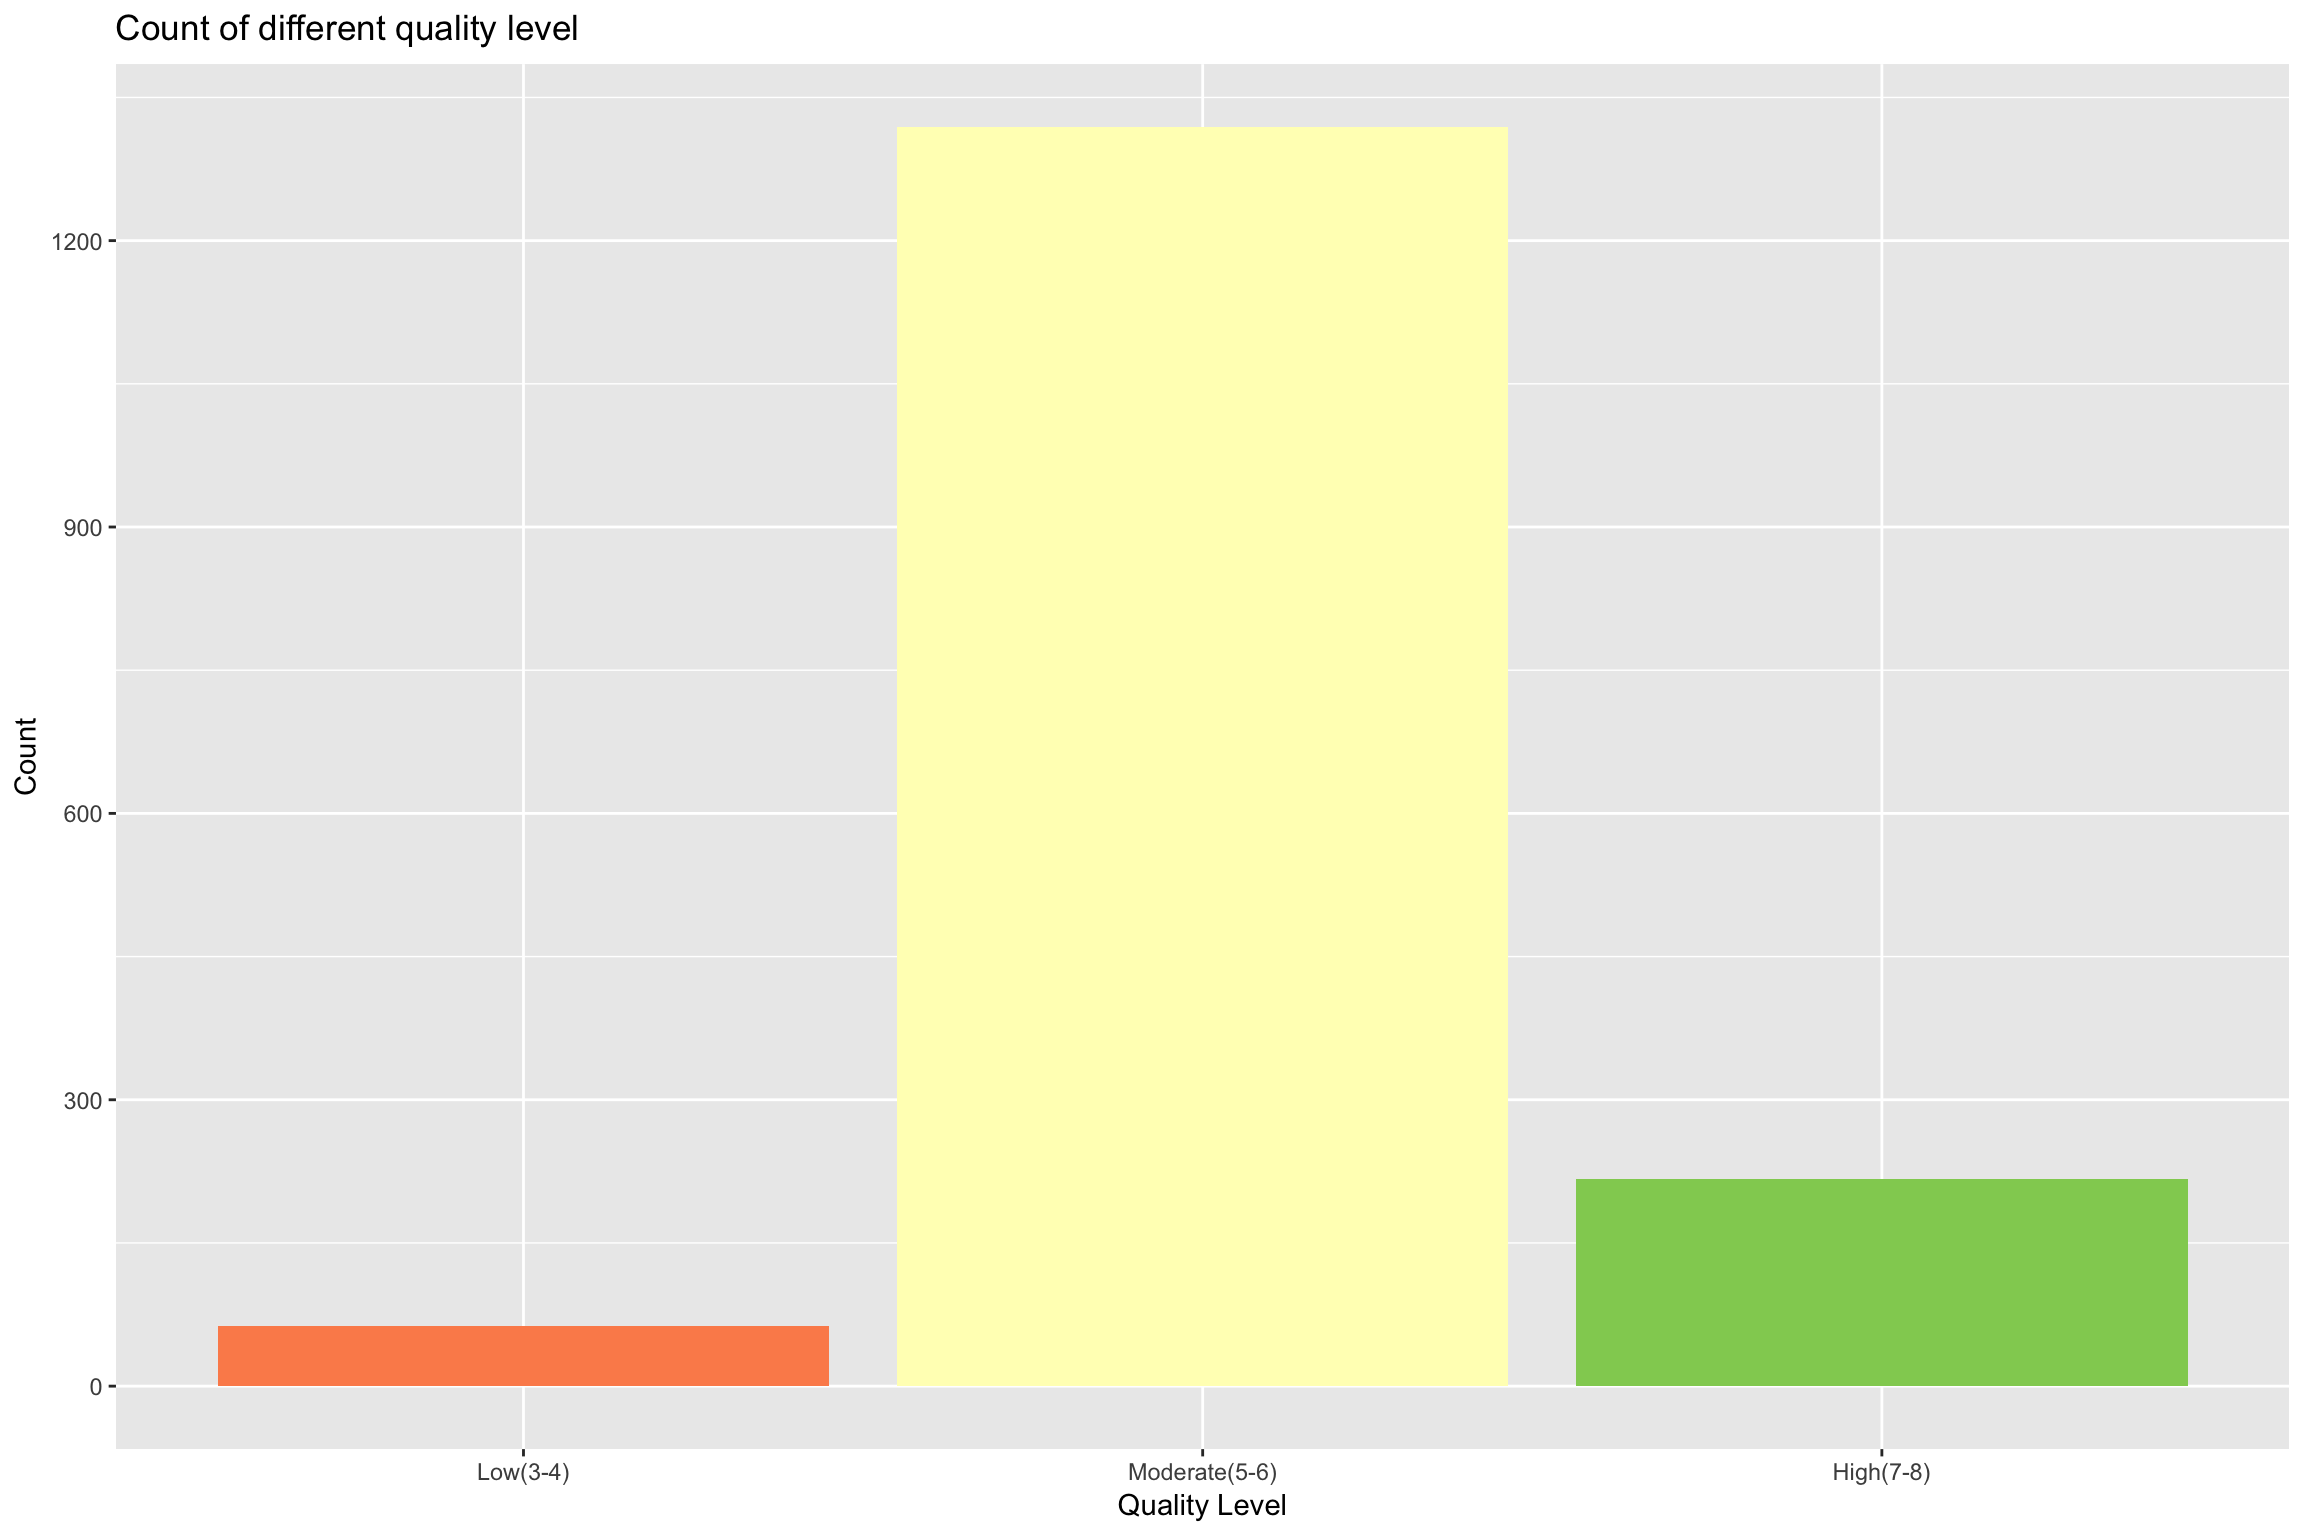 Count of different quality level
1200
900
600
300
0
Count
Low(3-4)
Moderate(5-6)
High(7-8)
Quality Level